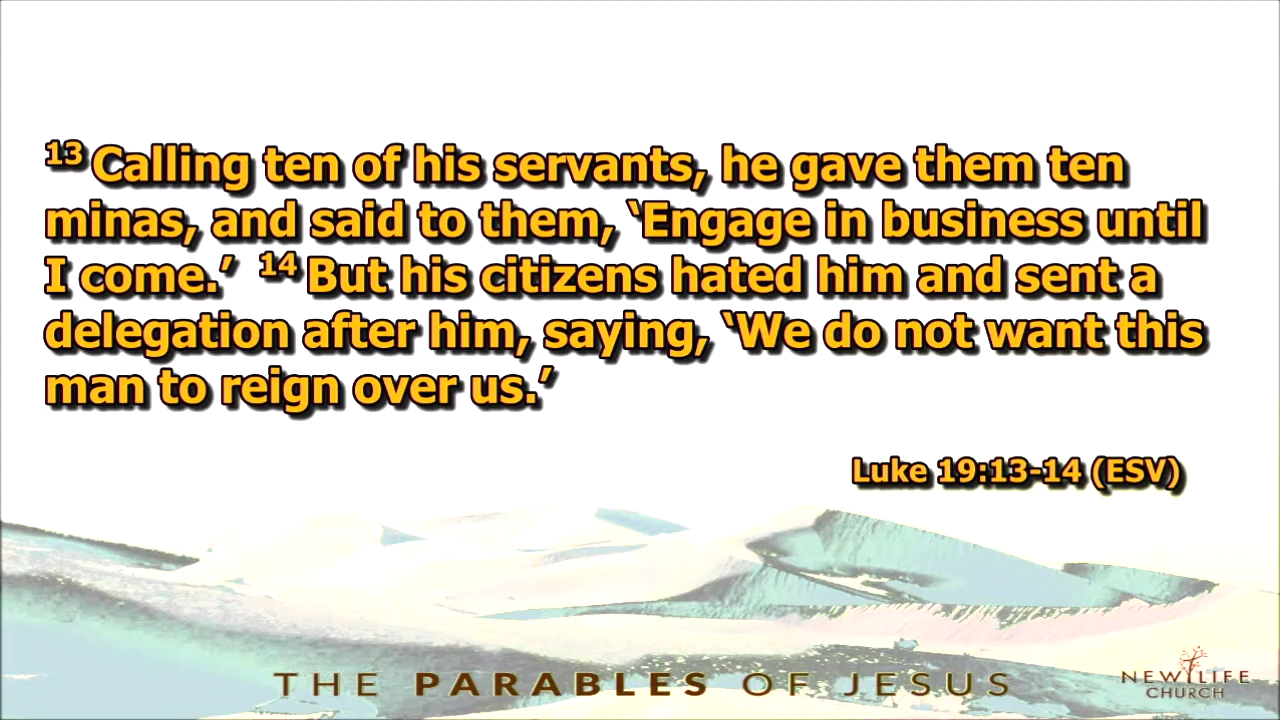 13 Calling ten of his servants, he gave them ten
minas, and said to them, ‘Engage in business until
I come.’ 14 But his citizens hated him and sent a
delegation after him, saying, ‘We do not want this
man to reign over us.’
Luke 19:13-14 (ESV)
THE PARABLES OF JESUS
NEW LIFE
CHURCH